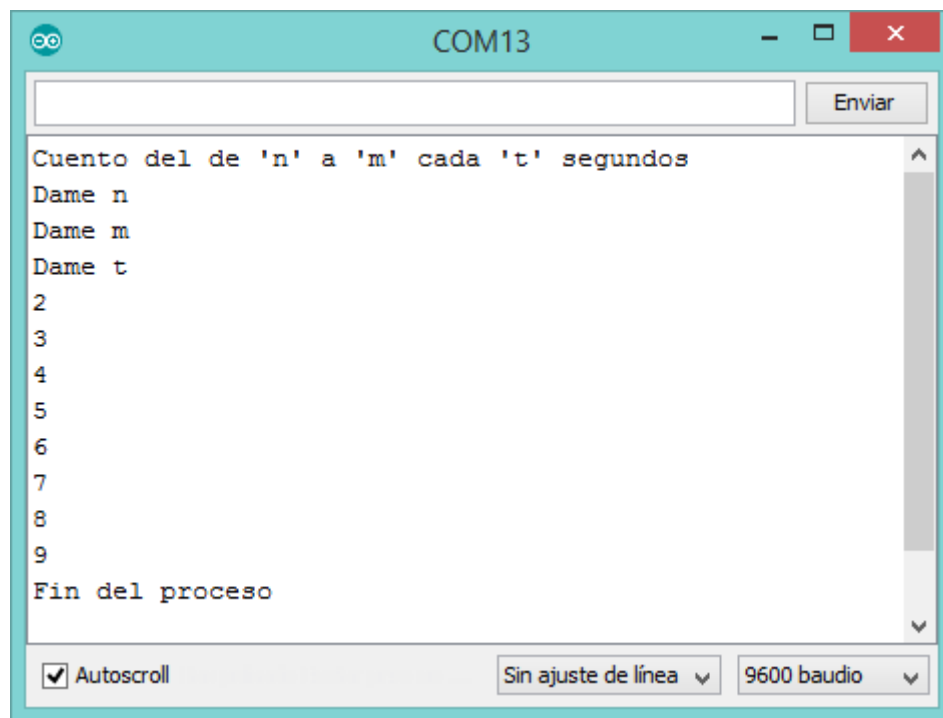 COM13
Enviar
Cuento del de 'n' a 'm' cada 't' segundos
Dame n
Dame m
Dame t
2
3
4
5
6
7
8
9
Fin del proceso
Autoscroll
Sin ajuste de línea
9600 baudio